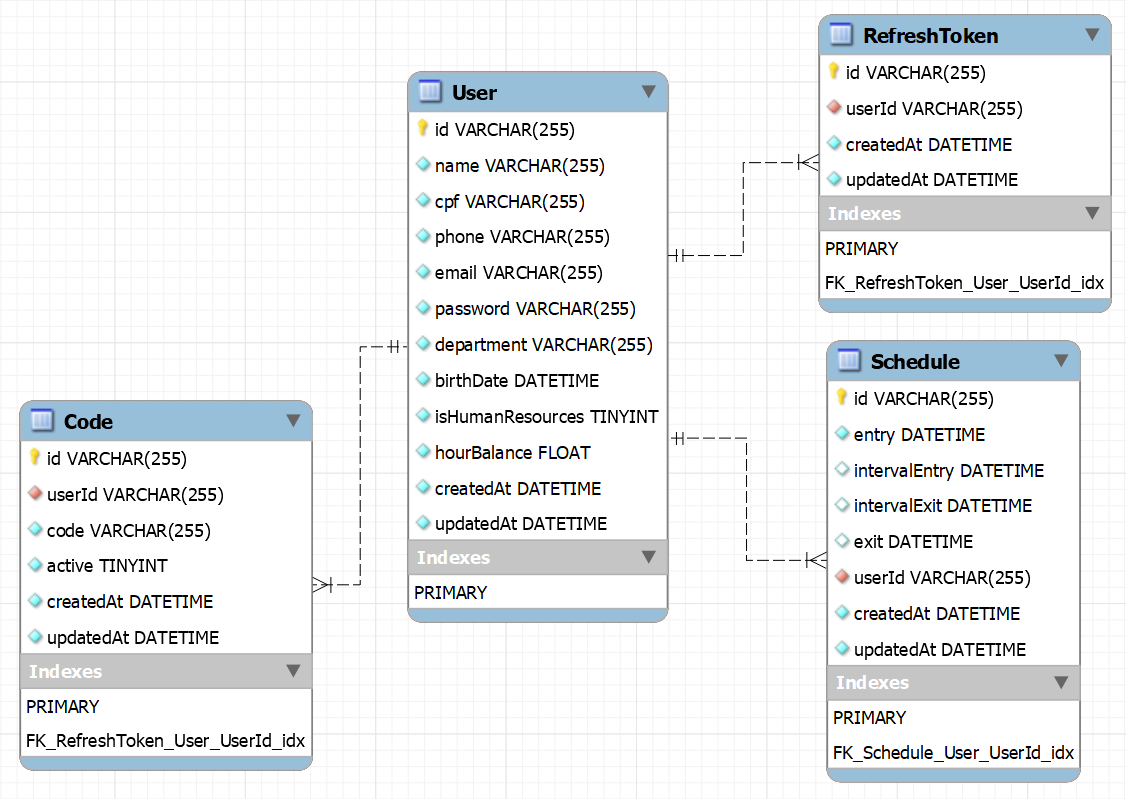 User
id VARCHAR(255)
name VARCHAR(255)
cpf VARCHAR(255)
phone VARCHAR(255)
email VARCHAR(255)
password VARCHAR(255)
department VARCHAR(255)
birthDate DATETIME
isHumanResources TINYINT
hourBalance FLOAT
createdAt DATETIME
updatedAt DATETIME
Indexes
PRIMARY
RefreshToken
id VARCHAR(255)
userId VARCHAR(255)
createdAt DATETIME
updatedAt DATETIME
Indexes
PRIMARY
FK_RefreshToken_User_UserId_idx
Code
id VARCHAR(255)
userId VARCHAR(255)
code VARCHAR(255)
active TINYINT
createdAt DATETIME
updatedAt DATETIME
Indexes
PRIMARY
FK_RefreshToken_User_UserId_idx
Schedule
id VARCHAR(255)
entry DATETIME
intervalEntry DATETIME
intervalExit DATETIME
exit DATETIME
userId VARCHAR(255)
createdAt DATETIME
updatedAt DATETIME
Indexes
PRIMARY
FK_Schedule_User_UserId_idx